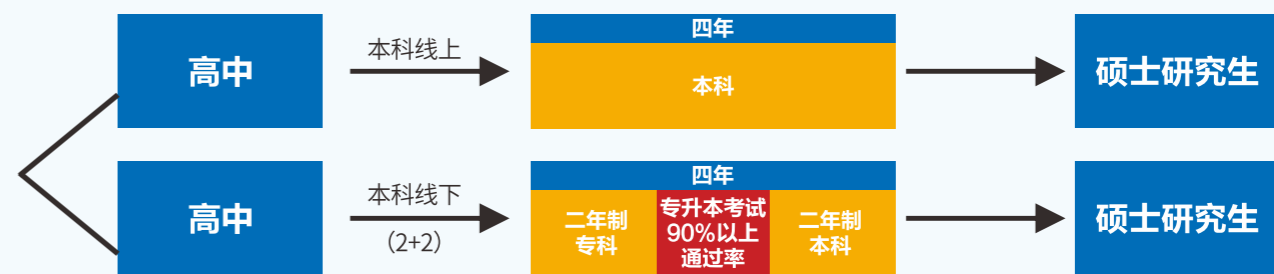 高中
本科线上
四年
本科
硕士研究生
高中
本科线下
（2+2）
四年
二年制
专科
专升本考试
90%以上
通过率
二年制
本科
硕士研究生